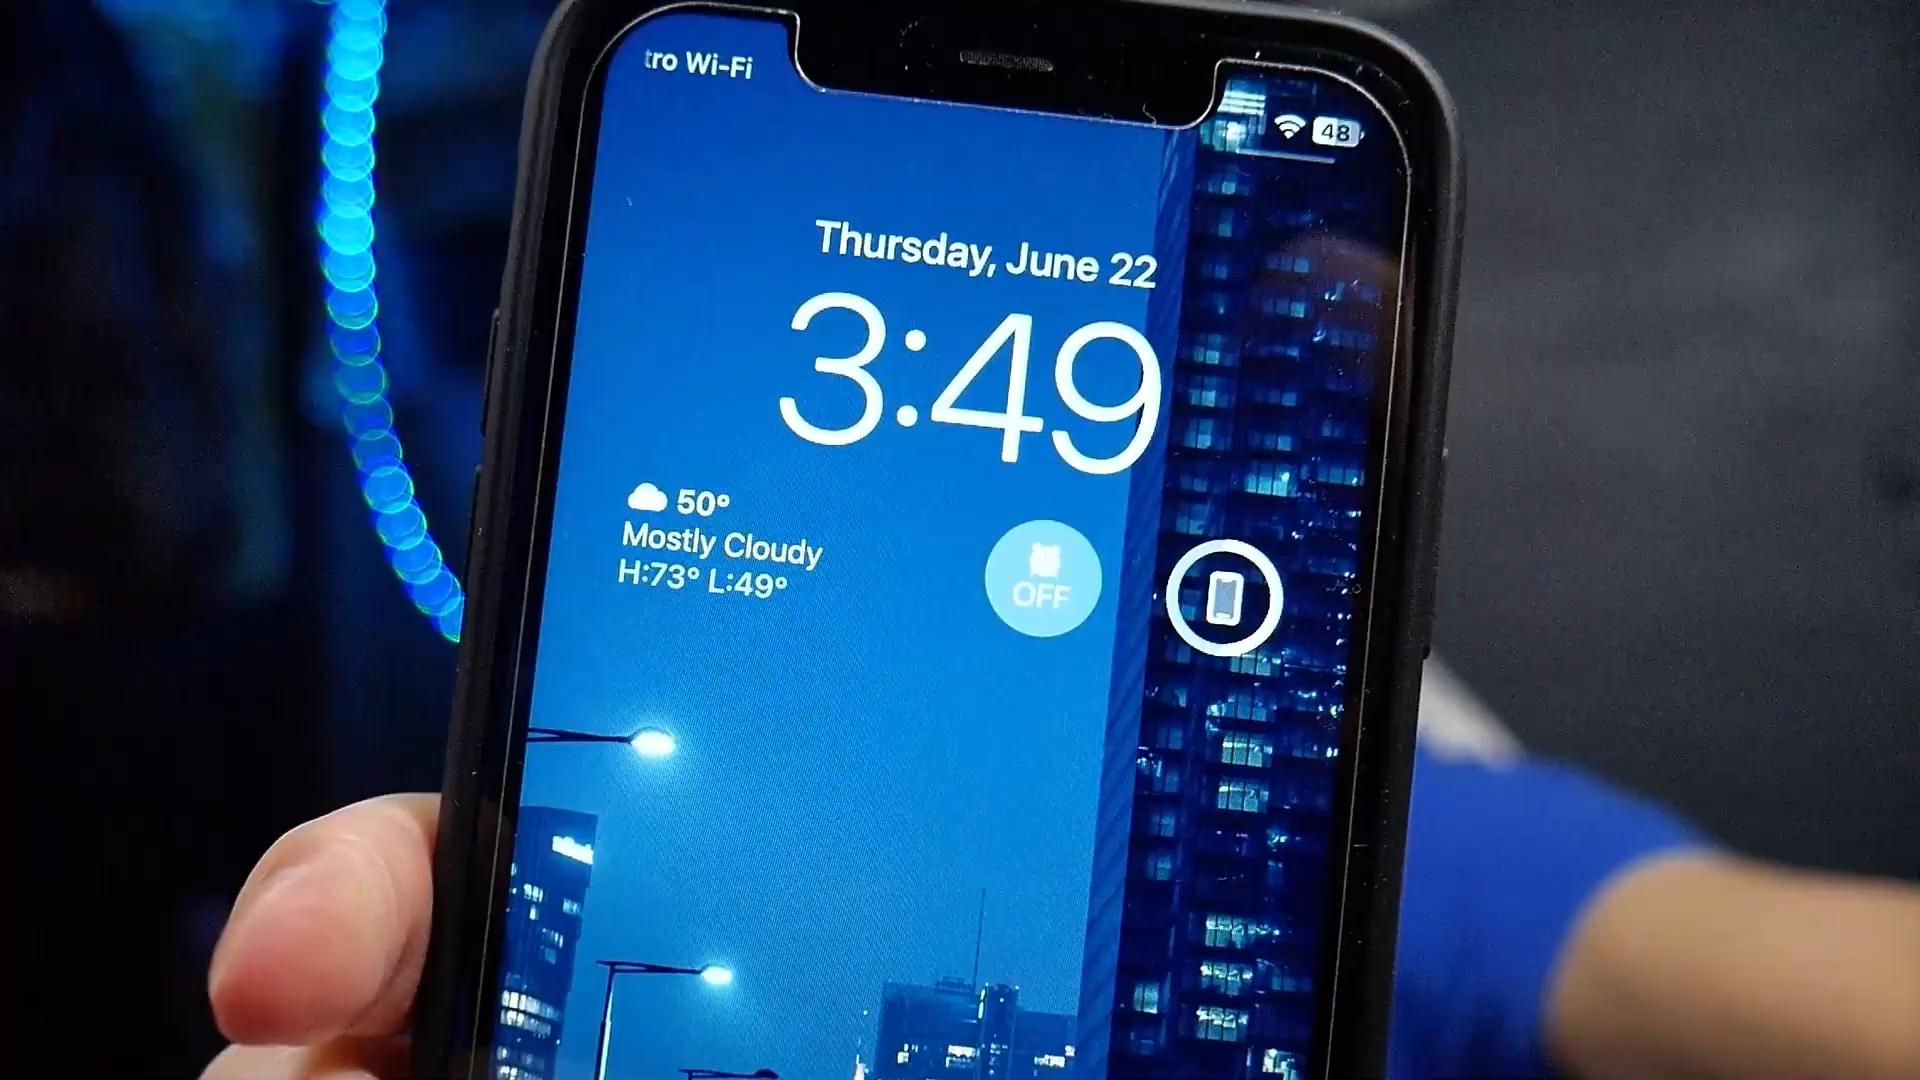 tro Wi-Fi
48
Thursday, June 22
3:49
50°
Mostly Cloudy
H:73° L:49°
OFF